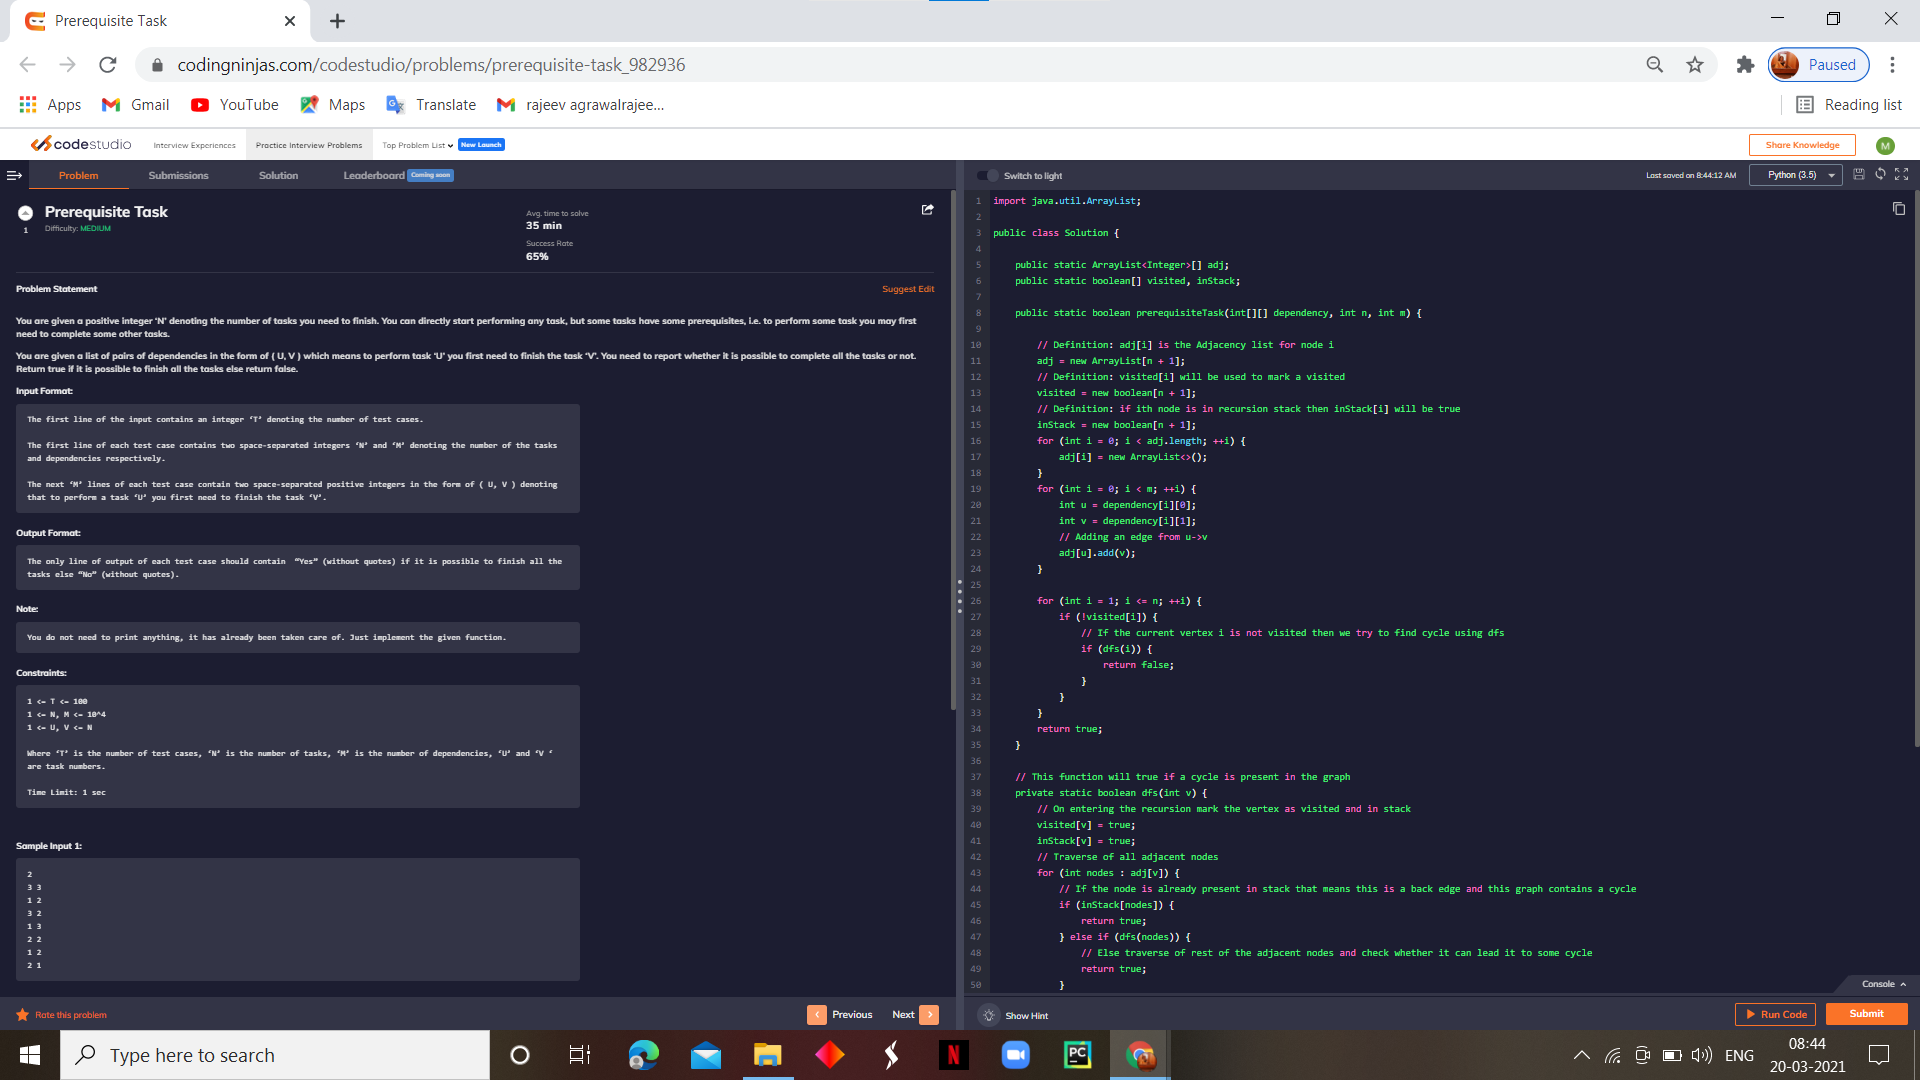 Prerequisite Task
codingninjas.com/codestudio/problems/prerequisite-task_982936
Paused
Apps
Gmail
YouTube
Maps
Translate
rajeev agrawalrajee...
Reading list
codestudio
Interview Experiences
Practice Interview Problems
Top Problem List
New Launch
Share Knowledge
M
Problem
Submissions
Solution
Leaderboard
Coming soon
Prerequisite Task
Difficulty: MEDIUM
1
Avg. time to solve
35 min
Success Rate
65%
Problem Statement
Suggest Edit
You are given a positive integer 'N' denoting the number of tasks you need to finish. You can directly start performing any task, but some tasks have some prerequisites, i.e. to perform some task you may first
need to complete some other tasks.
You are given a list of pairs of dependencies in the form of ( U, V ) which means to perform task 'U' you first need to finish the task 'V'. You need to report whether it is possible to complete all the tasks or not.
Return true if it is possible to finish all the tasks else return false.
Input Format:
The first line of the input contains an integer 'T' denoting the number of test cases.
The first line of each test case contains two space-separated integers 'N' and 'M' denoting the number of the tasks
and dependencies respectively.
The next 'M' lines of each test case contain two space-separated positive integers in the form of ( U, V ) denoting
that to perform a task 'U' you first need to finish the task 'V'.
Output Format:
The only line of output of each test case should contain  "Yes" (without quotes) if it is possible to finish all the
tasks else "No" (without quotes).
Note:
You do not need to print anything, it has already been taken care of. Just implement the given function.
Constraints:
1 <= T <= 100
1 <= N, M <= 10^4
1 <= U, V <= N
Where 'T' is the number of test cases, 'N' is the number of tasks, 'M' is the number of dependencies, 'U' and 'V '
are task numbers.
Time Limit: 1 sec
Sample Input 1:
2
3 3
1 2
3 2
1 3
2 2
1 2
2 1
Rate this problem
Previous
Next
Switch to light
Last saved on 8:44:12 AM
Python (3.5)
1 import java.util.ArrayList;
2
3 public class Solution {
4
5 public static ArrayList<Integer>[] adj;
6 public static boolean[] visited, inStack;
7
8 public static boolean prerequisiteTask(int[][] dependency, int n, int m) {
9
10 // Definition: adj[i] is the Adjacency list for node i
11 adj = new ArrayList[n + 1];
12 // Definition: visited[i] will be used to mark a visited
13 visited = new boolean[n + 1];
14 // Definition: if ith node is in recursion stack then inStack[i] will be true
15 inStack = new boolean[n + 1];
16 for (int i = 0; i < adj.length; ++i) {
17 adj[i] = new ArrayList<>();
18 }
19 for (int i = 0; i < m; ++i) {
20 int u = dependency[i][0];
21 int v = dependency[i][1];
22 // Adding an edge from u->v
23 adj[u].add(v);
24 }
25
26 for (int i = 1; i <= n; ++i) {
27 if (!visited[i]) {
28 // If the current vertex i is not visited then we try to find cycle using dfs
29 if (dfs(i)) {
30 return false;
31 }
32 }
33 }
34 return true;
35 }
36
37 // This function will true if a cycle is present in the graph
38 private static boolean dfs(int v) {
39 // On entering the recursion mark the vertex as visited and in stack
40 visited[v] = true;
41 inStack[v] = true;
42 // Traverse of all adjacent nodes
43 for (int nodes : adj[v]) {
44 // If the node is already present in stack that means this is a back edge and this graph contains a cycle
45 if (inStack[nodes]) {
46 return true;
47 } else if (dfs(nodes)) {
48 // Else traverse of rest of the adjacent nodes and check whether it can lead it to some cycle
49 return true;
50 }
Console
Show Hint
Run Code
Submit
Type here to search
N
PC
ENG
08:44
20-03-2021